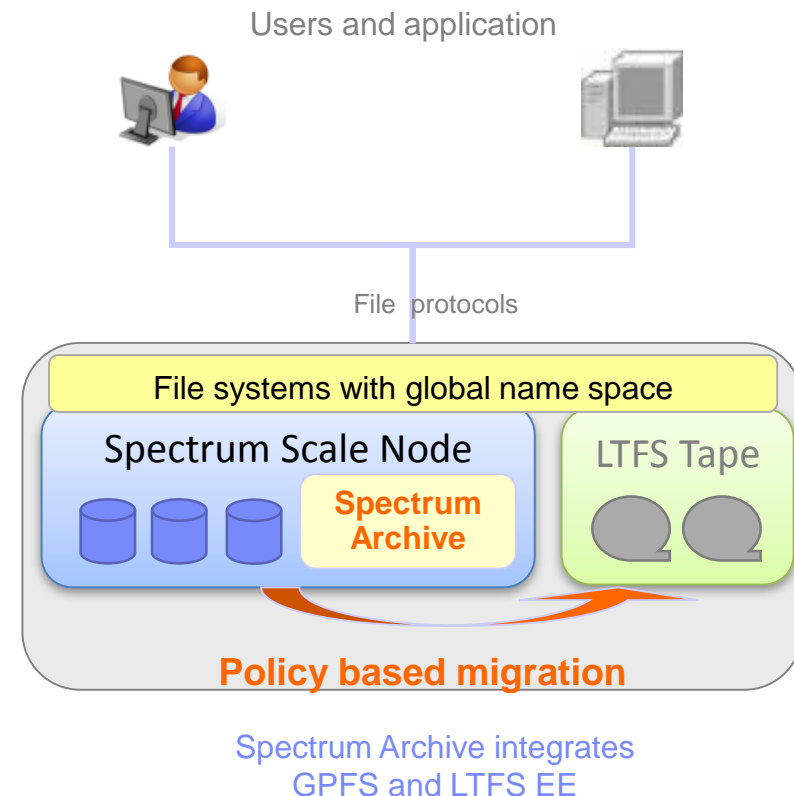 Users and application
File protocols
File systems with global name space
Spectrum Scale Node
LTFS Tape
Spectrum
Archive
Policy based migration
Spectrum Archive integrates
GPFS and LTFS EE